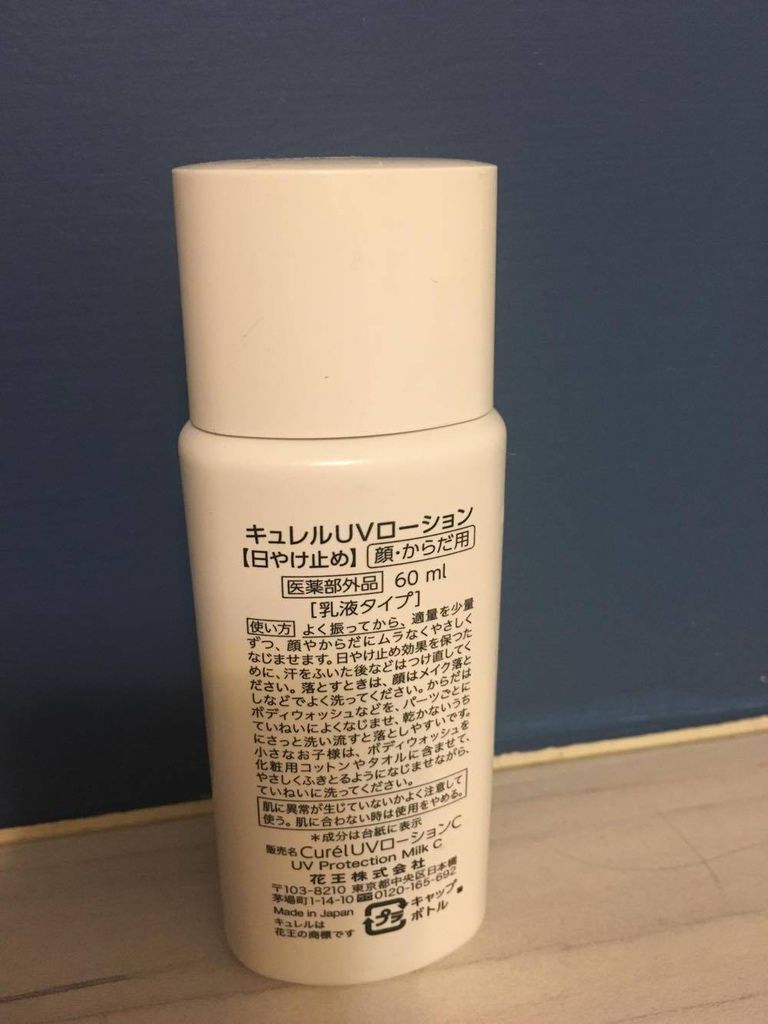 キュレルUVローション
【日やけ止め】 顔・からだ用
医薬部外品 60 ml
[乳液タイプ]
使い方 よく振ってから、適量を少量
ずつ、顔やからだにムラなくやさしく
なじませます。日やけ止め効果を保つた
めに、汗をふいた後などはつけ直してく
ださい。落とすときは、顔はメイク落と
しなどでよく洗ってください。からだは
ボディウォッシュなどを、パーツごとに
ていねいによくなじませ、乾かないうち
にさっと洗い流すと落としやすいです。
小さなお子様は、ボディウォッシュを
化粧用コットンやタオルに含ませて、
やさしくふきとるようになじませながら、
ていねいに洗ってください。
肌に異常が生じていないかよく注意して
使う。肌に合わない時は使用をやめる。
*成分は台紙に表示
販売名 CurélUVローションC
UV Protection Milk C
花王株式会社
〒103-8210 東京都中央区日本橋
茅場町1-14-10 0120-165-692
Made in Japan
キュレルは
花王の商標です
プラ
キャップ
ボトル